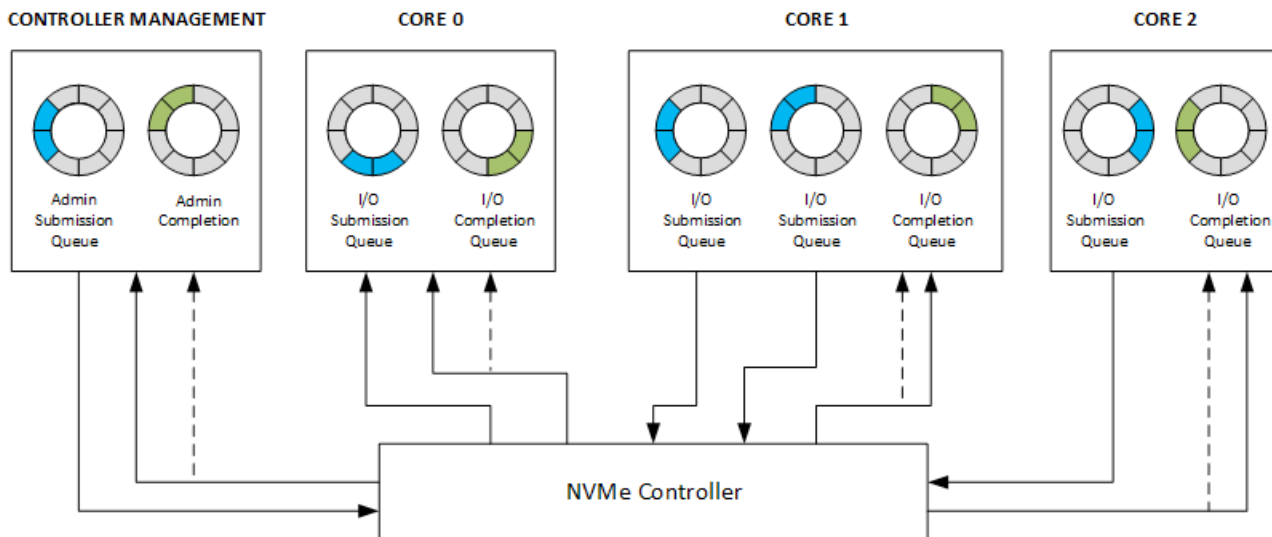 CONTROLLER MANAGEMENT
CORE 0
CORE 1
CORE 2
Admin
Submission
Queue
Admin
Completion
I/O
Submission
Queue
I/O
Completion
Queue
I/O
Submission
Queue
I/O
Submission
Queue
I/O
Completion
Queue
I/O
Submission
Queue
I/O
Completion
Queue
NVMe Controller